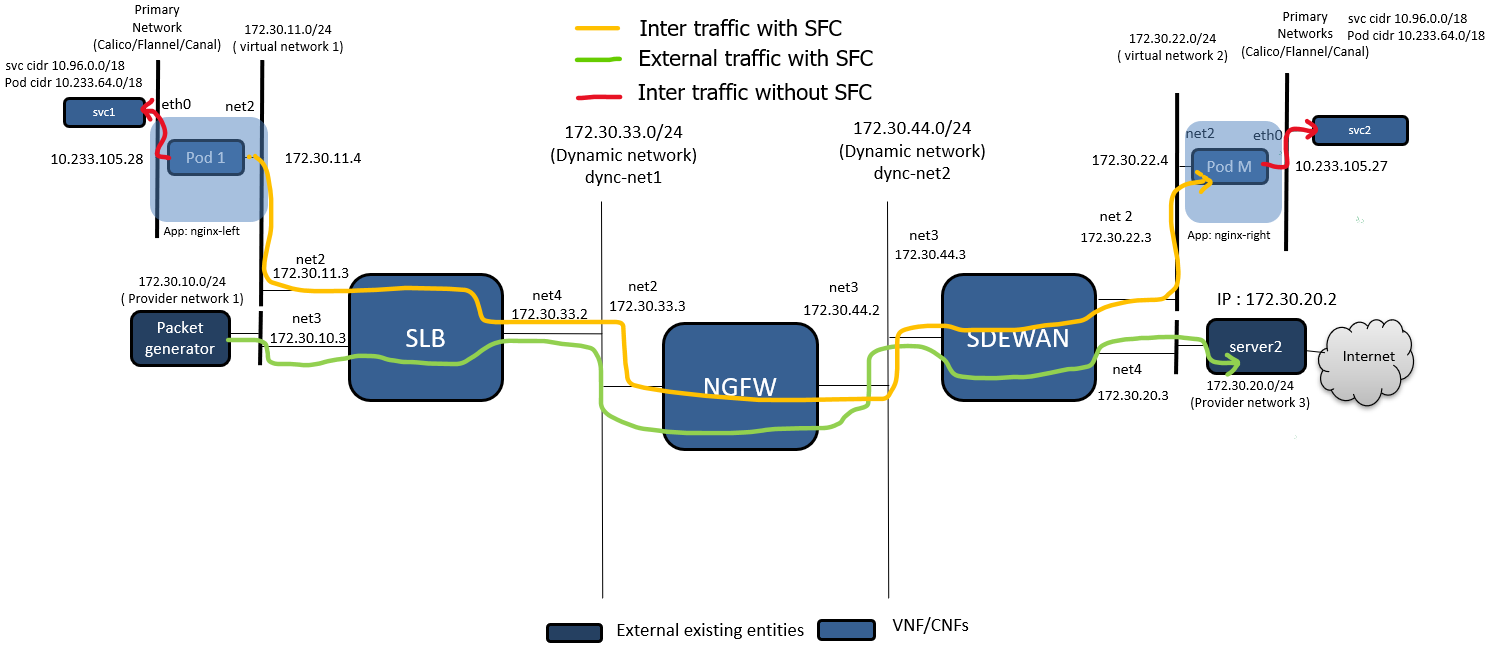 Primary
Network
(Calico/Flannel/Canal)
172.30.11.0/24
( virtual network 1)
svc cidr 10.96.0.0/18
Pod cidr 10.233.64.0/18
svc1
eth0
net2
10.233.105.28
Pod 1
172.30.11.4
App: nginx-left
Inter traffic with SFC
External traffic with SFC
Inter traffic without SFC
172.30.33.0/24
(Dynamic network)
dync-net1
172.30.44.0/24
(Dynamic network)
dync-net2
172.30.22.0/24
( virtual network 2)
Primary
Networks
(Calico/Flannel/Canal)
svc cidr 10.96.0.0/18
Pod cidr 10.233.64.0/18
net2
eth0
svc2
172.30.22.4
Pod M
10.233.105.27
App: nginx-right
net 2
172.30.22.3
net3
172.30.44.3
172.30.10.0/24
( Provider network 1)
Packet
generator
net2
172.30.11.3
net3
172.30.10.3
SLB
net4
172.30.33.2
net2
172.30.33.3
NGFW
net3
172.30.44.2
SDEWAN
net4
172.30.20.3
IP : 172.30.20.2
server2
172.30.20.0/24
(Provider network 3)
Internet
External existing entities
VNF/CNFs